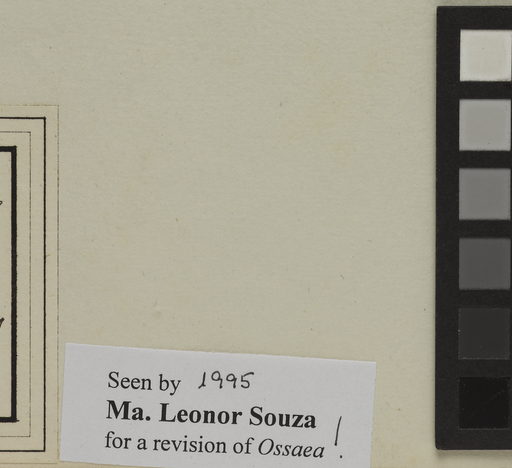 Seen by 1995
Ma. Leonor Souza
for a revision of Ossaea !